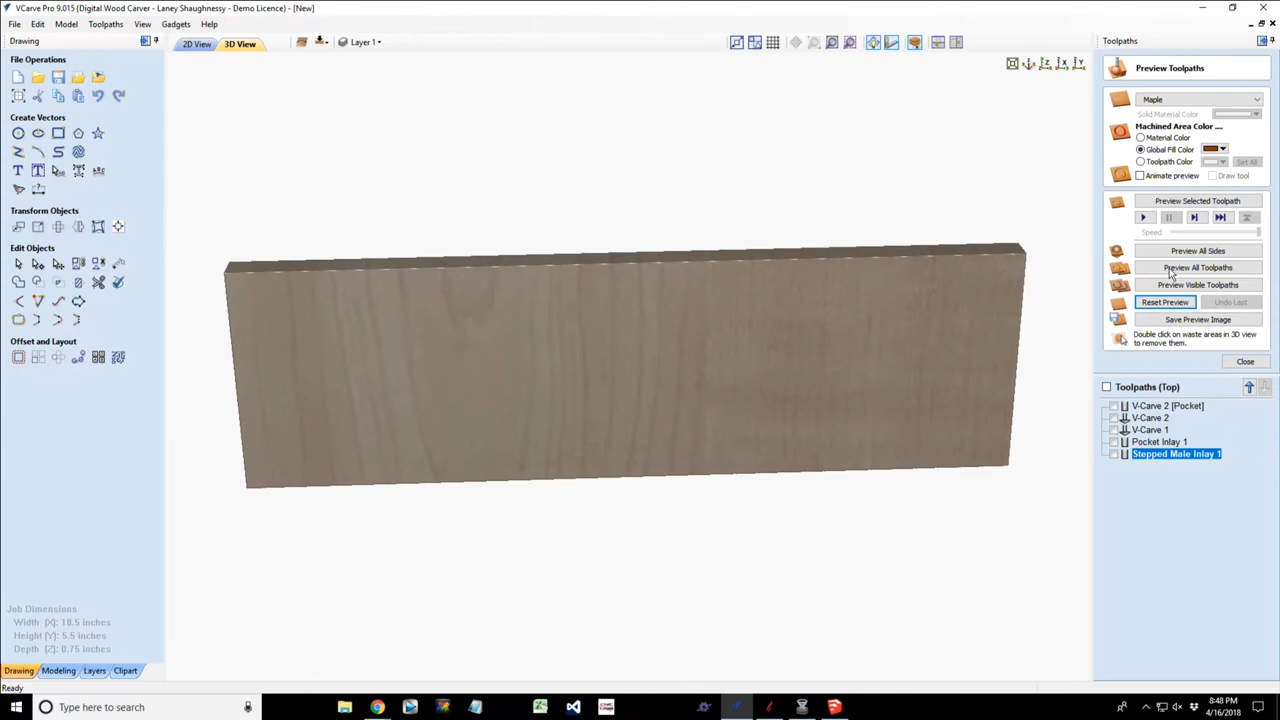 VCarve Pro 9.015 {Digital Wood Carver - Laney Shaughnessy - Demo Licence} - [New]
File Edit Model Toolpaths View Gadgets Help
Drawing
2D View 3D View
Layer 1
Toolpaths
File Operations
Create Vectors
Transform Objects
Edit Objects
Offset and Layout
Job Dimensions
Width (X): 18.5 inches
Height (Y): 5.5 inches
Depth (Z): 0.75 inches
Drawing Modeling Layers Clipart
Ready
Preview Toolpaths
Maple
Solid Material Color
Machined Area Color ....
Material Color
Global Fill Color
Toolpath Color Set All
Animate preview Draw tool
Preview Selected Toolpath
Speed
Preview All Sides
Preview All Toolpaths
Preview Visible Toolpaths
Reset Preview Undo Last
Save Preview Image
Double click on waste areas in 3D view
to remove them.
Close
Toolpaths (Top)
V-Carve 2 [Pocket]
V-Carve 2
V-Carve 1
Pocket Inlay 1
Stepped Male Inlay 1
Type here to search
8:48 PM
4/16/2018